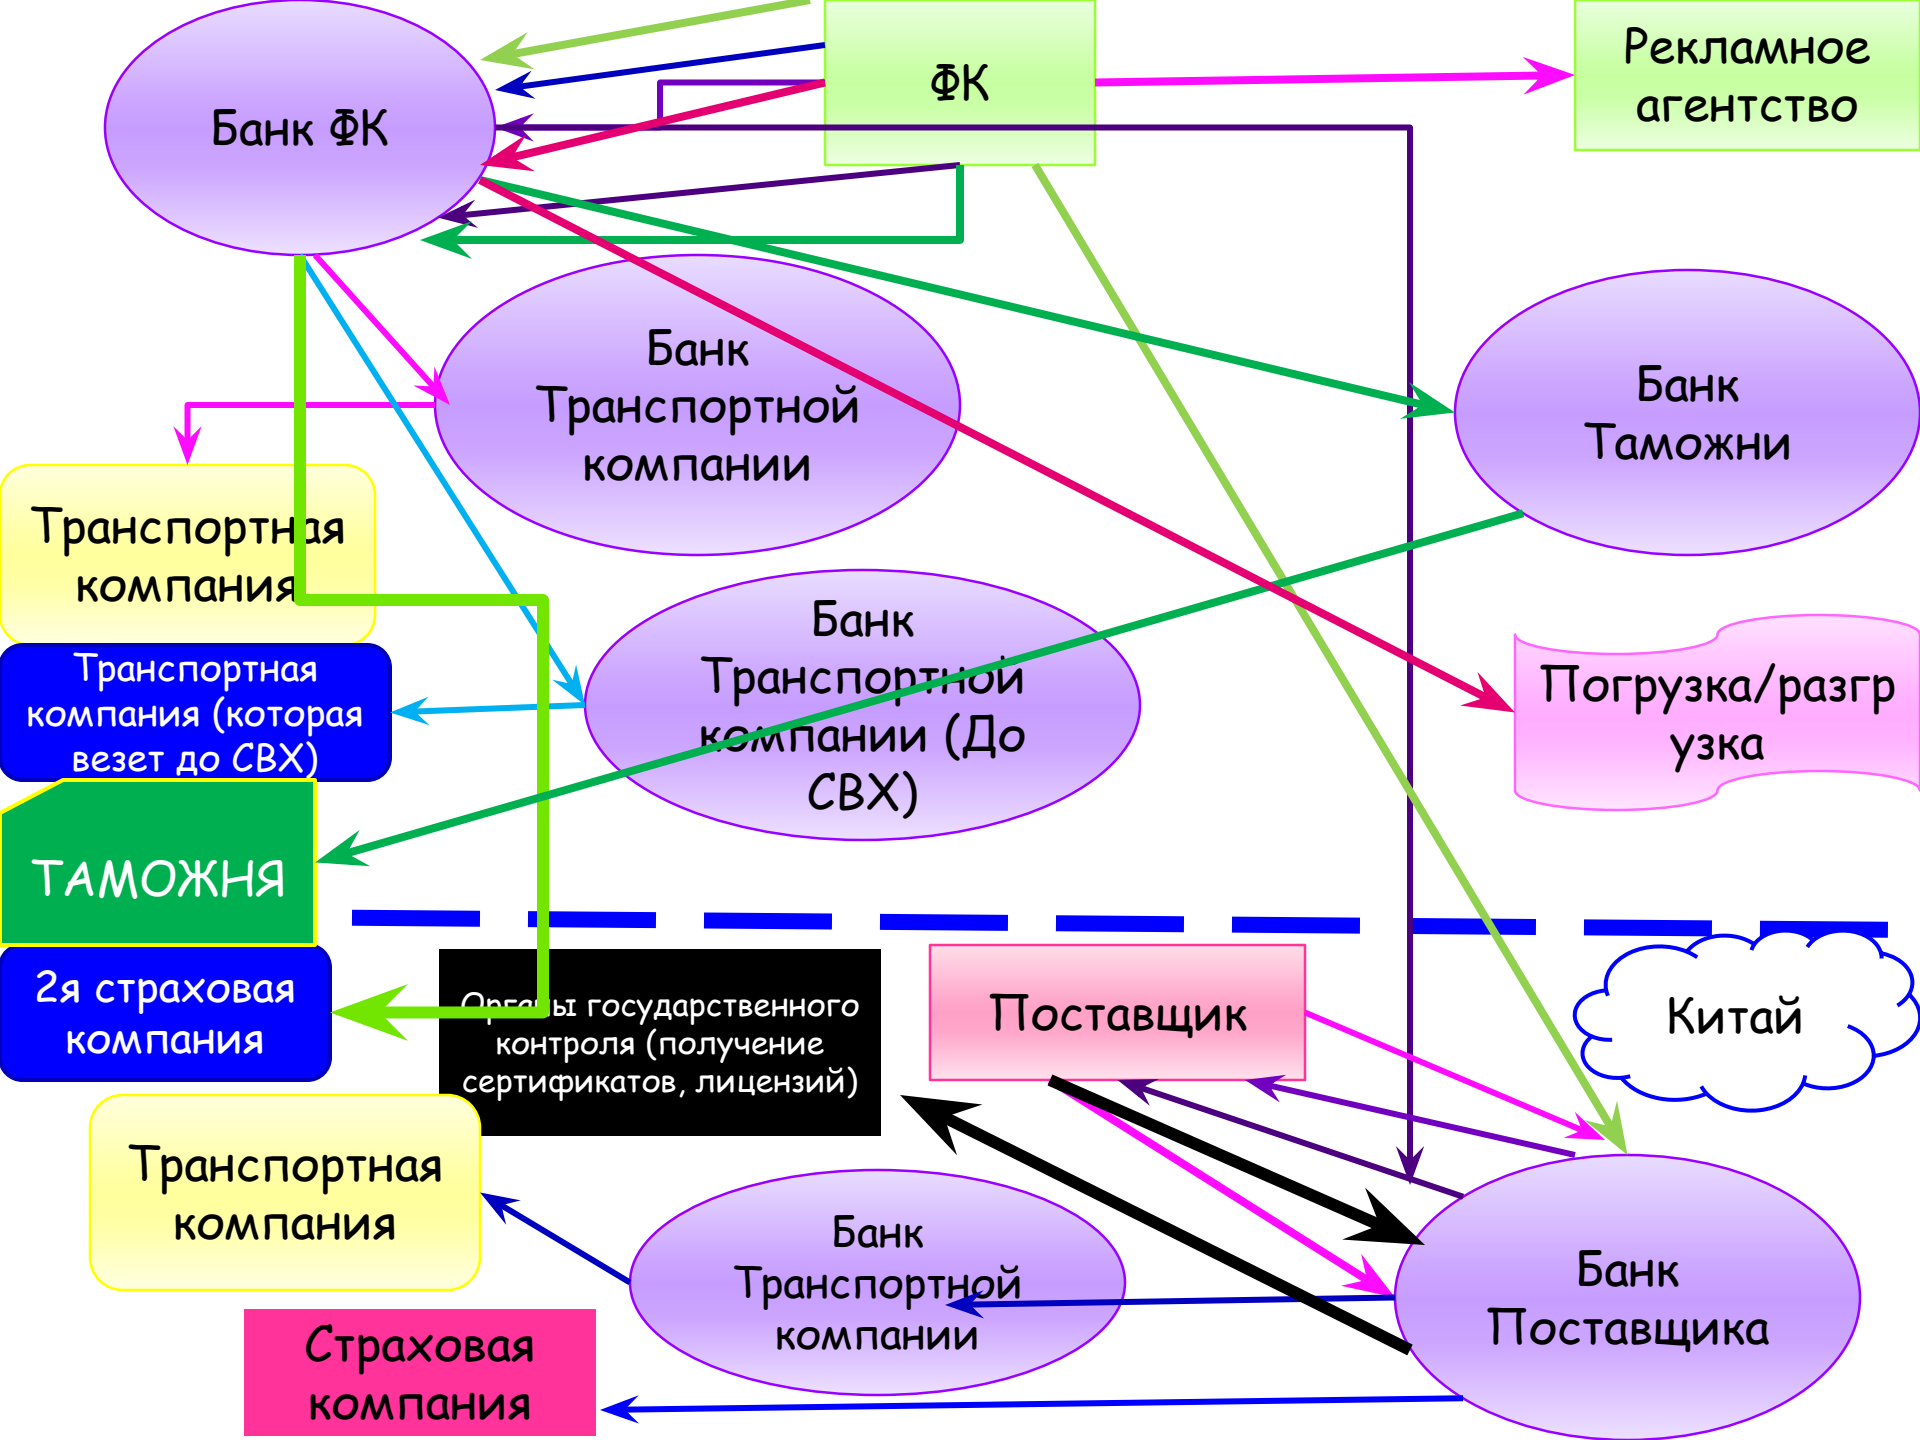 Банк ФК
ФК
Рекламное
агентство
Банк
Транспортной
компании
Банк
Таможни
Транспортная
компания
Транспортная
компания (которая
везет до СВХ)
Банк
Транспортной
компании (До
СВХ)
Погрузка/разгр
узка
ТАМОЖНЯ
2я страховая
компания
Органы государственного
контроля (получение
сертификатов, лицензий)
Поставщик
Китай
Транспортная
компания
Банк
Транспортной
компании
Банк
Поставщика
Страховая
компания